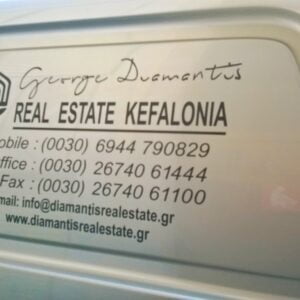 George Diamantis
REAL ESTATE KEFALONIA
obile : (0030) 6944 790829
ffice : (0030) 26740 61444
Fax : (0030) 26740 61100
mail: info@diamantisrealestate.gr
www.diamantisrealestate.gr